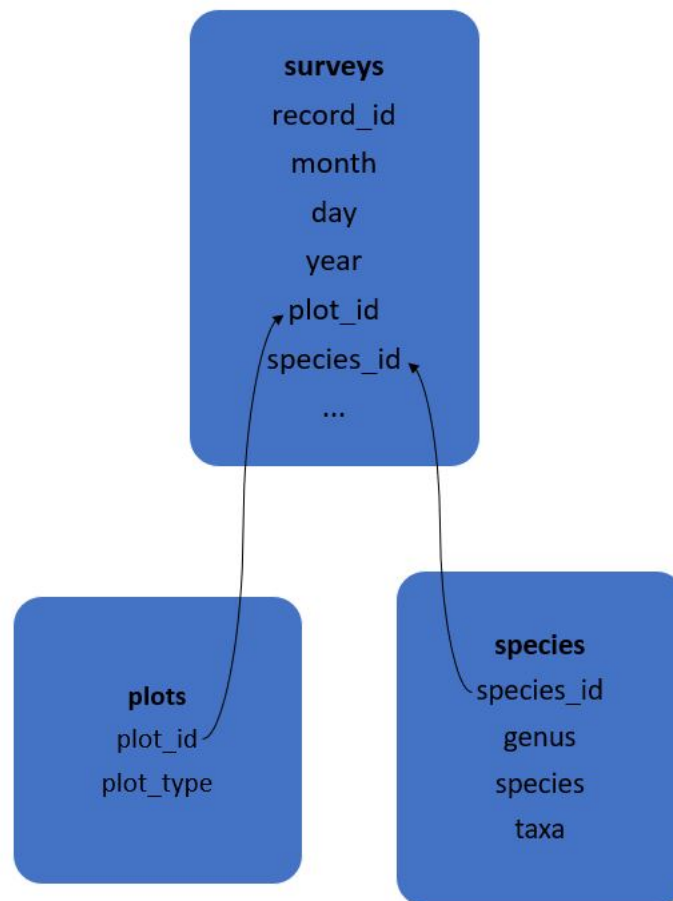 surveys
record_id
month
day
year
plot_id
species_id
...
plots
plot_id
plot_type
species
species_id
genus
species
taxa